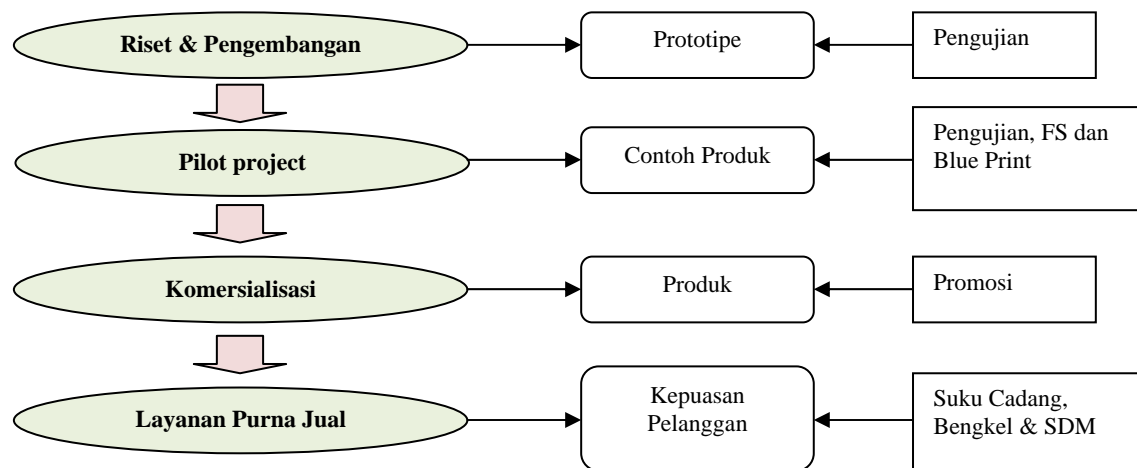 Riset & Pengembangan
Prototipe
Pengujian
Pilot project
Contoh Produk
Pengujian, FS dan
Blue Print
Komersialisasi
Produk
Promosi
Layanan Purna Jual
Kepuasan
Pelanggan
Suku Cadang,
Bengkel & SDM